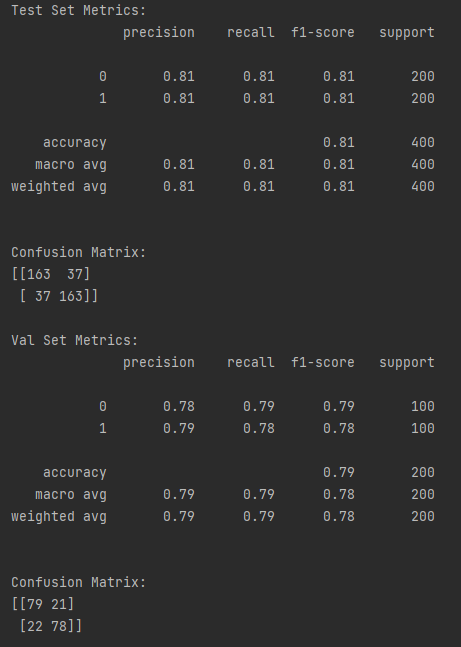 Test Set Metrics:
              precision    recall  f1-score   support

           0       0.81      0.81      0.81       200
           1       0.81      0.81      0.81       200

    accuracy                           0.81       400
   macro avg       0.81      0.81      0.81       400
weighted avg       0.81      0.81      0.81       400


Confusion Matrix:
[[163  37]
 [ 37 163]]

Val Set Metrics:
              precision    recall  f1-score   support

           0       0.78      0.79      0.79       100
           1       0.79      0.78      0.78       100

    accuracy                           0.79       200
   macro avg       0.79      0.79      0.78       200
weighted avg       0.79      0.79      0.78       200


Confusion Matrix:
[[79 21]
 [22 78]]